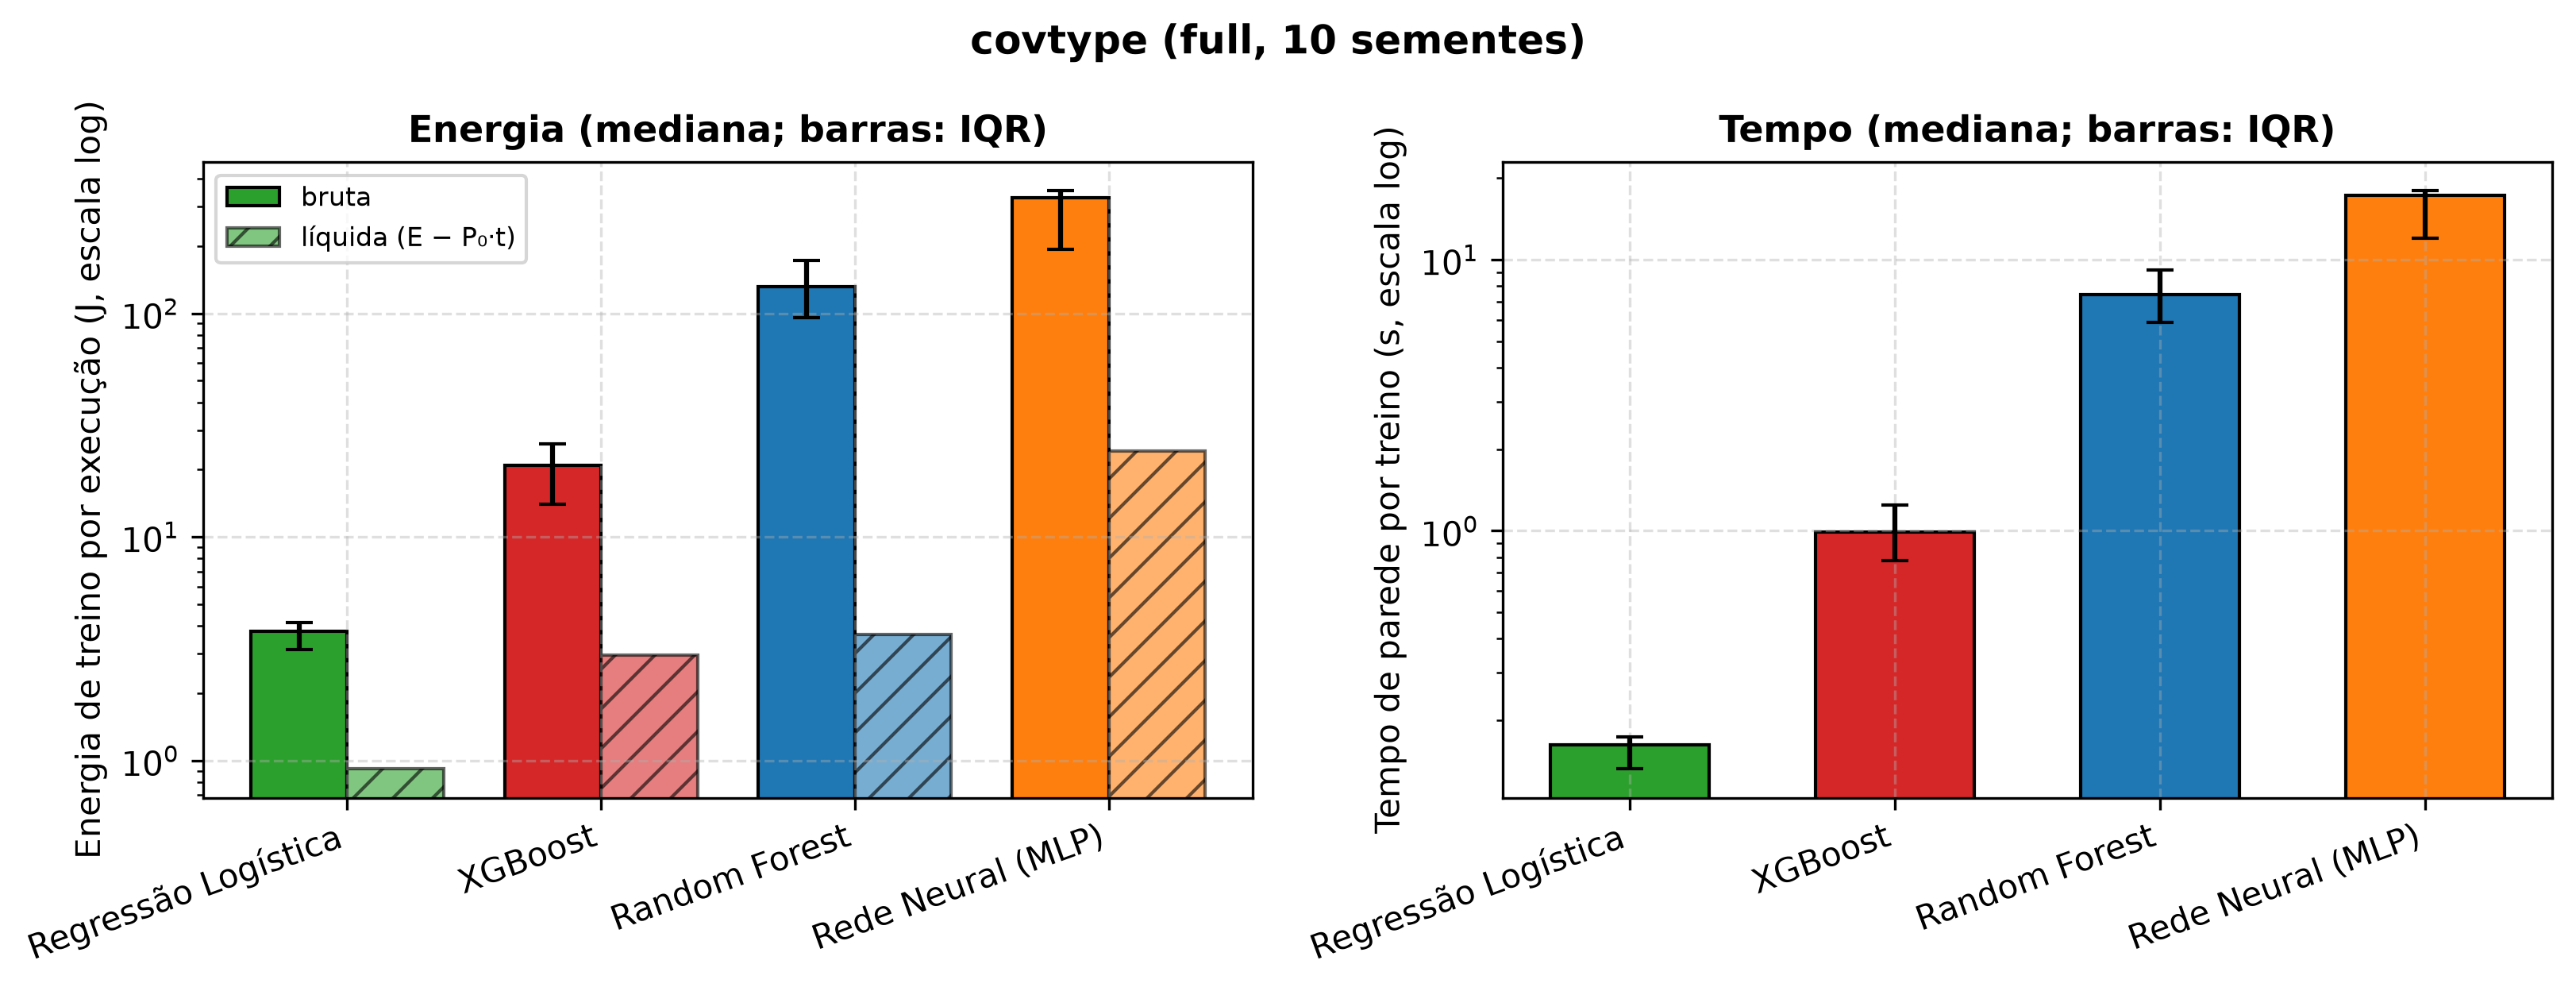 covtype (full, 10 sementes)
Energia (mediana; barras: IQR)
Energia de treino por execução (J, escala log)
bruta
líquida (E − P₀·t)
10²
10¹
10⁰
Regressão Logística
XGBoost
Random Forest
Rede Neural (MLP)
Tempo (mediana; barras: IQR)
Tempo de parede por treino (s, escala log)
10¹
10⁰
Regressão Logística
XGBoost
Random Forest
Rede Neural (MLP)